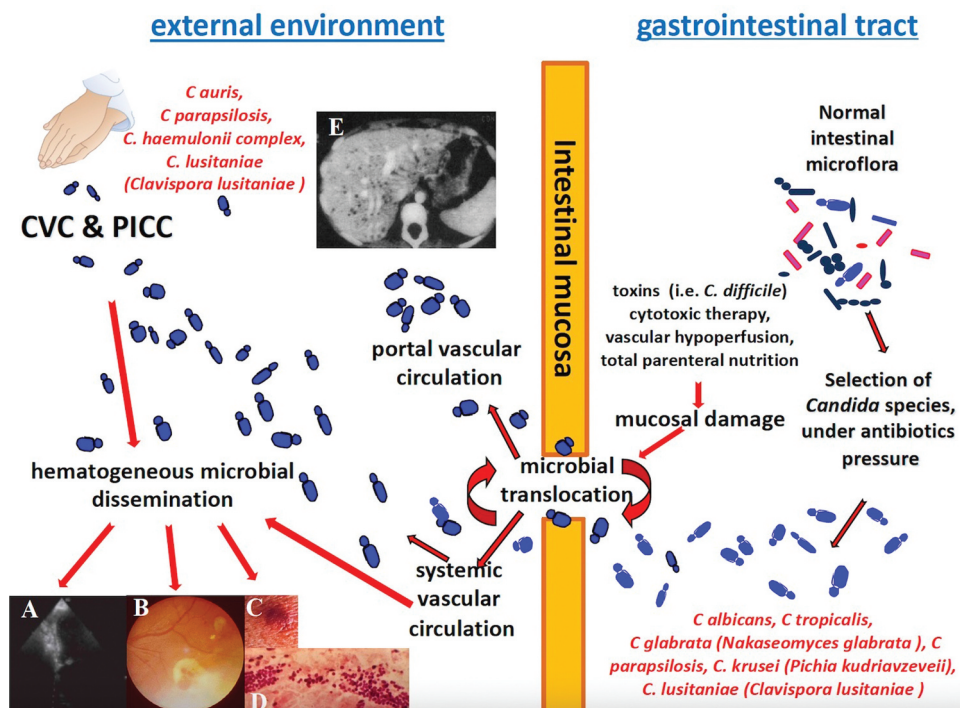 external environment
gastrointestinal tract
C auris,
C parapsilosis,
C. haemulonii complex,
C. lusitaniae
(Clavispora lusitaniae )
CVC & PICC
E
portal vascular
circulation
Intestinal mucosa
Normal
intestinal
microflora
toxins (i.e. C. difficile)
cytotoxic therapy,
vascular hypoperfusion,
total parenteral nutrition
mucosal damage
Selection of
Candida species,
under antibiotics
pressure
microbial
translocation
hematogeneous microbial
dissemination
systemic
vascular
circulation
A
B
C
D
C albicans, C tropicalis,
C glabrata (Nakaseomyces glabrata ), C
parapsilosis, C. krusei (Pichia kudriavzeveii),
C. lusitaniae (Clavispora lusitaniae )